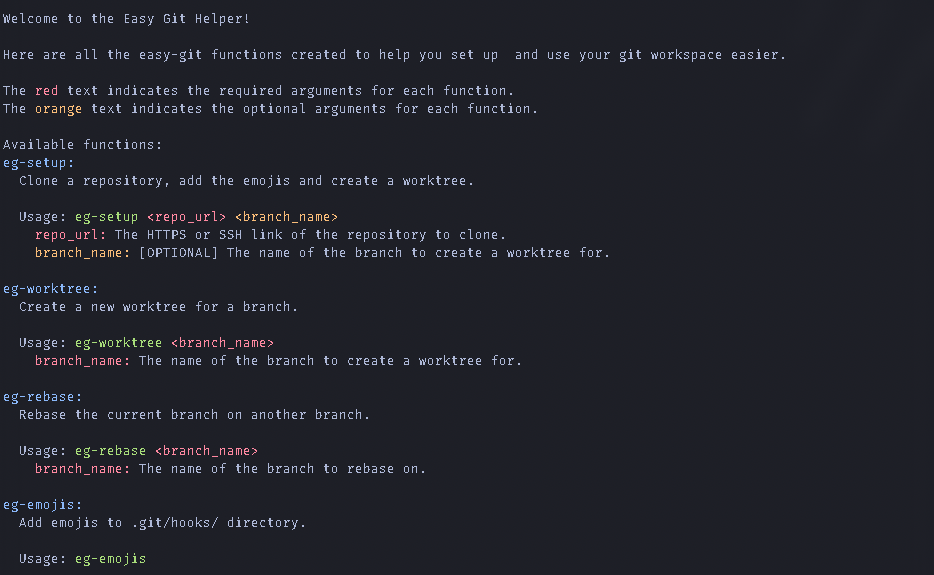 Welcome to the Easy Git Helper!
Here are all the easy-git functions created to help you set up  and use your git workspace easier.
The red text indicates the required arguments for each function.
The orange text indicates the optional arguments for each function.
Available functions:
eg-setup:
Clone a repository, add the emojis and create a worktree.
Usage: eg-setup <repo_url> <branch_name>
repo_url: The HTTPS or SSH link of the repository to clone.
branch_name: [OPTIONAL] The name of the branch to create a worktree for.
eg-worktree:
Create a new worktree for a branch.
Usage: eg-worktree <branch_name>
branch_name: The name of the branch to create a worktree for.
eg-rebase:
Rebase the current branch on another branch.
Usage: eg-rebase <branch_name>
branch_name: The name of the branch to rebase on.
eg-emojis:
Add emojis to .git/hooks/ directory.
Usage: eg-emojis